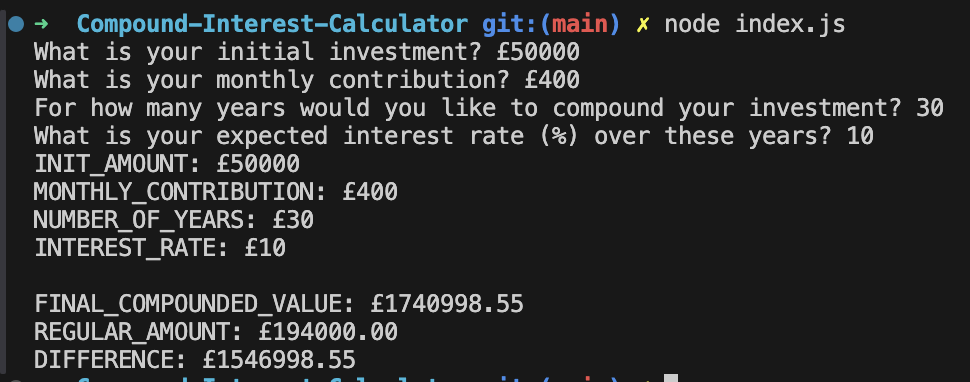 ➜ Compound-Interest-Calculator git:(main) ✗ node index.js
What is your initial investment? £50000
What is your monthly contribution? £400
For how many years would you like to compound your investment? 30
What is your expected interest rate (%) over these years? 10
INIT_AMOUNT: £50000
MONTHLY_CONTRIBUTION: £400
NUMBER_OF_YEARS: £30
INTEREST_RATE: £10
FINAL_COMPOUNDED_VALUE: £1740998.55
REGULAR_AMOUNT: £194000.00
DIFFERENCE: £1546998.55